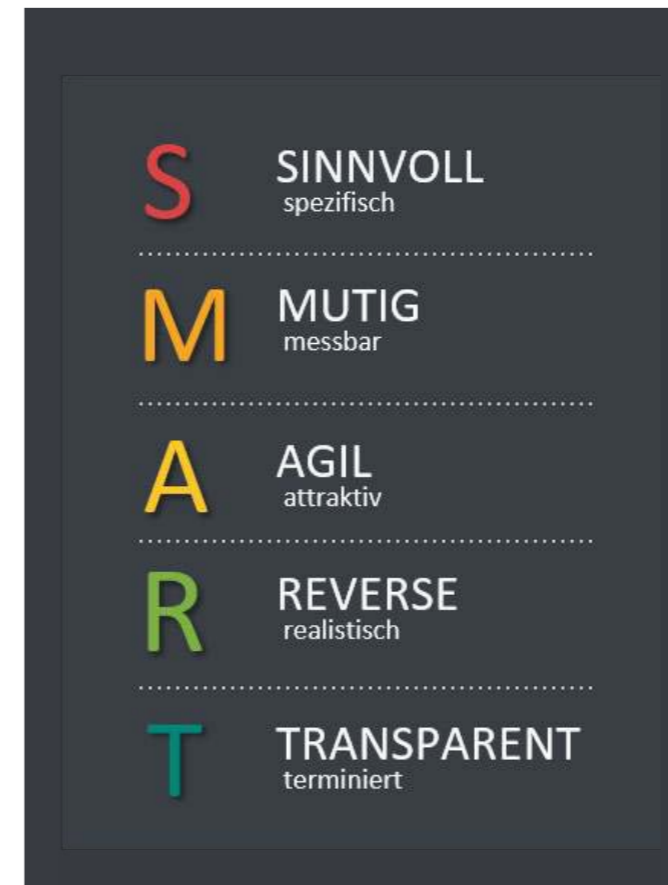 S SINNVOLL
spezifisch
M MUTIG
messbar
A AGIL
attraktiv
R REVERSE
realistisch
T TRANSPARENT
terminiert